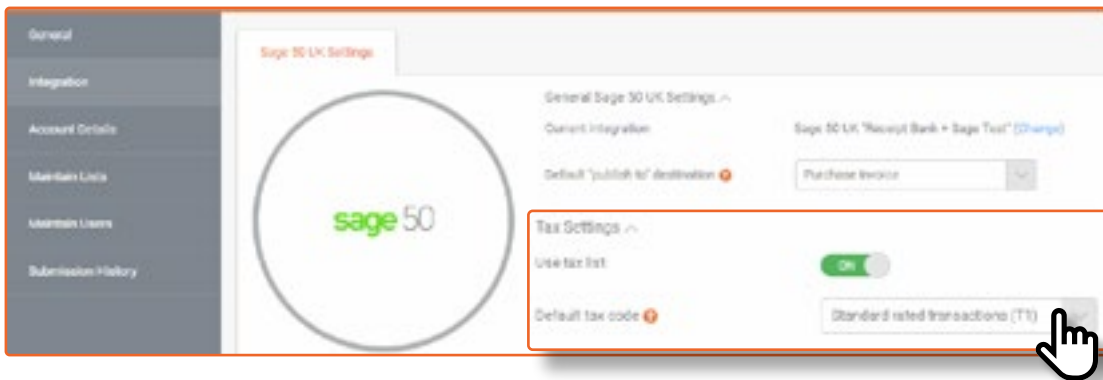 General
Integration
Account Details
Maintain Lists
Maintain Users
Submission History
Sage 50 UK Settings
sage 50
General Sage 50 UK Settings
Current Integration Sage 50 UK "Receipt Bank + Sage Test" (Change)
Default "publish to" destination ? Purchase Invoice
Tax Settings
Use tax list ON
Default tax code ? Standard rated transactions (T1)